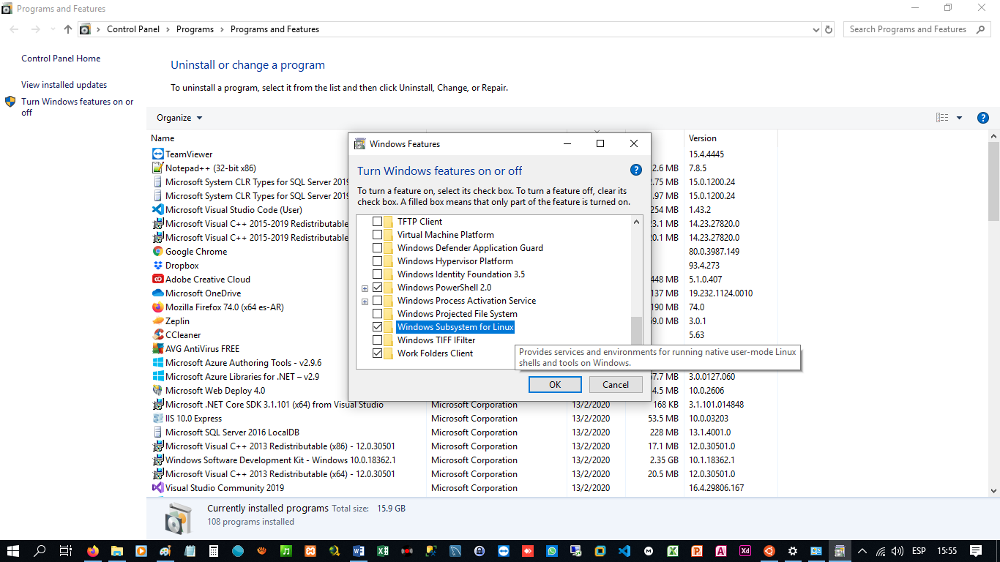 Programs and Features
Control Panel > Programs > Programs and Features
Search Programs and Features
Control Panel Home
View installed updates
Turn Windows features on or
off
Uninstall or change a program
To uninstall a program, select it from the list and then click Uninstall, Change, or Repair.
Organize
Name Version
TeamViewer 15.4.4445
Notepad++ (32-bit x86) 2.6 MB 7.8.5
Microsoft System CLR Types for SQL Server 2019 .75 MB 15.0.1200.24
Microsoft System CLR Types for SQL Server 2019 .97 MB 15.0.1200.24
Microsoft Visual Studio Code (User) 254 MB 1.43.2
Microsoft Visual C++ 2015-2019 Redistributable 3.1 MB 14.23.27820.0
Microsoft Visual C++ 2015-2019 Redistributable 0.1 MB 14.23.27820.0
Google Chrome 80.0.3987.149
Dropbox 93.4.273
Adobe Creative Cloud 448 MB 5.1.0.407
Microsoft OneDrive 137 MB 19.232.1124.0010
Mozilla Firefox 74.0 (x64 es-AR) 190 MB 74.0
Zeplin 9.0 MB 3.0.1
CCleaner 5.63
AVG AntiVirus FREE
Microsoft Azure Authoring Tools - v2.9.6
Microsoft Azure Libraries for .NET – v2.9 7.7 MB 3.0.0127.060
Microsoft Web Deploy 4.0 4.5 MB 10.0.2606
Microsoft .NET Core SDK 3.1.101 (x64) from Visual Studio Microsoft Corporation 13/2/2020 168 KB 3.1.101.014848
IIS 10.0 Express Microsoft Corporation 13/2/2020 53.5 MB 10.0.03203
Microsoft SQL Server 2016 LocalDB Microsoft Corporation 13/2/2020 228 MB 13.1.4001.0
Microsoft Visual C++ 2013 Redistributable (x86) - 12.0.30501 Microsoft Corporation 13/2/2020 17.1 MB 12.0.30501.0
Windows Software Development Kit - Windows 10.0.18362.1 Microsoft Corporation 13/2/2020 2.35 GB 10.1.18362.1
Microsoft Visual C++ 2013 Redistributable (x64) - 12.0.30501 Microsoft Corporation 13/2/2020 20.5 MB 12.0.30501.0
Visual Studio Community 2019 Microsoft Corporation 13/2/2020 16.4.29806.167
Windows Features
Turn Windows features on or off
To turn a feature on, select its check box. To turn a feature off, clear its
check box. A filled box means that only part of the feature is turned on.
TFTP Client
Virtual Machine Platform
Windows Defender Application Guard
Windows Hypervisor Platform
Windows Identity Foundation 3.5
Windows PowerShell 2.0
Windows Process Activation Service
Windows Projected File System
Windows Subsystem for Linux
Windows TIFF IFilter
Work Folders Client
Provides services and environments for running native user-mode Linux
shells and tools on Windows.
OK Cancel
Currently installed programs Total size: 15.9 GB
108 programs installed
ESP 15:55